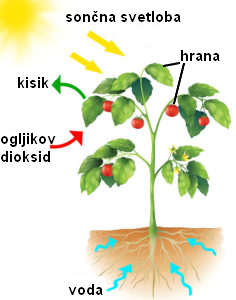 sončna svetloba
hrana
kisik
ogljikov
dioksid
voda